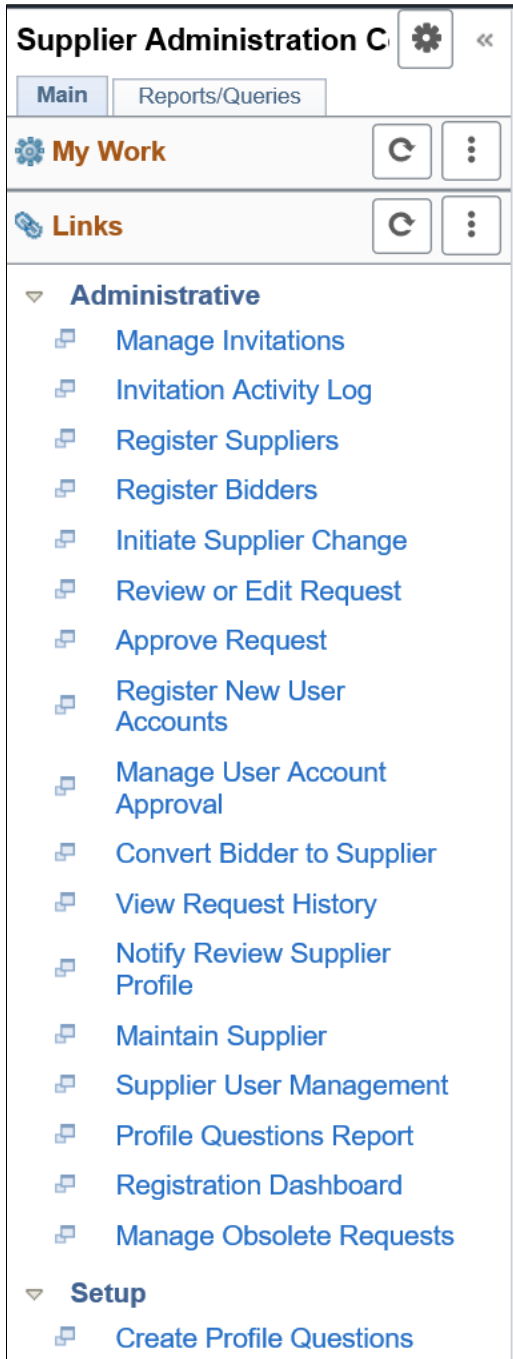 Supplier Administration C
Main
Reports/Queries
My Work
Links
Administrative
Manage Invitations
Invitation Activity Log
Register Suppliers
Register Bidders
Initiate Supplier Change
Review or Edit Request
Approve Request
Register New User
Accounts
Manage User Account
Approval
Convert Bidder to Supplier
View Request History
Notify Review Supplier
Profile
Maintain Supplier
Supplier User Management
Profile Questions Report
Registration Dashboard
Manage Obsolete Requests
Setup
Create Profile Questions